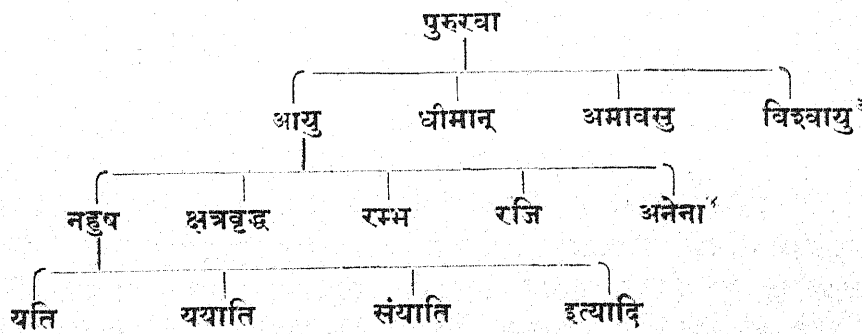 पुरुरवा
आयु धीमान् अमावसु विश्वायु
नहुष क्षत्रवृद्ध रम्भ रजि अनेना
यति ययाति संयाति इत्यादि